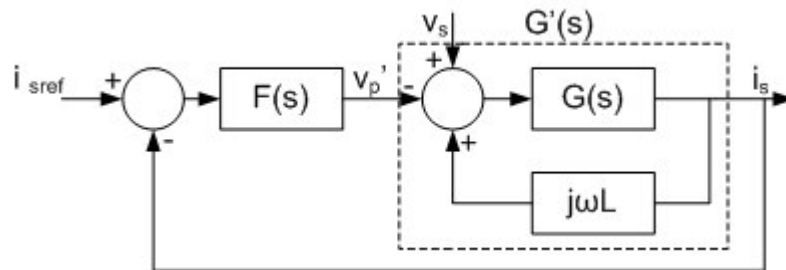 v_s G’(s)
i_sref + F(s) v_p’ - + G(s) i_s
- +
jωL